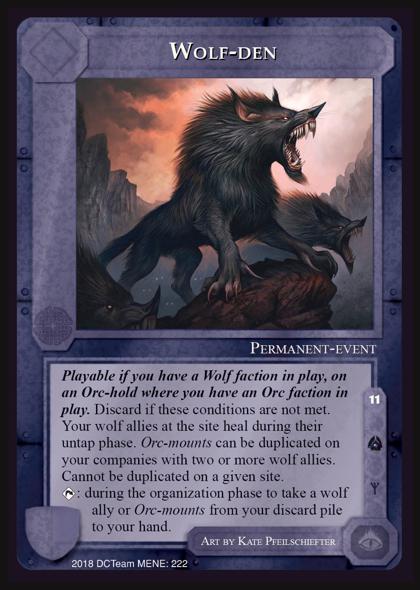 Wolf-den
Permanent-event
Playable if you have a Wolf faction in play, on
an Orc-hold where you have an Orc faction in
play. Discard if these conditions are not met.
Your wolf allies at the site heal during their
untap phase. Orc-mounts can be duplicated on
your companies with two or more wolf allies.
Cannot be duplicated on a given site.
: during the organization phase to take a wolf
ally or Orc-mounts from your discard pile
to your hand.
11
Art by Kate Pfeilschiefter
2018 DCTeam MENE: 222